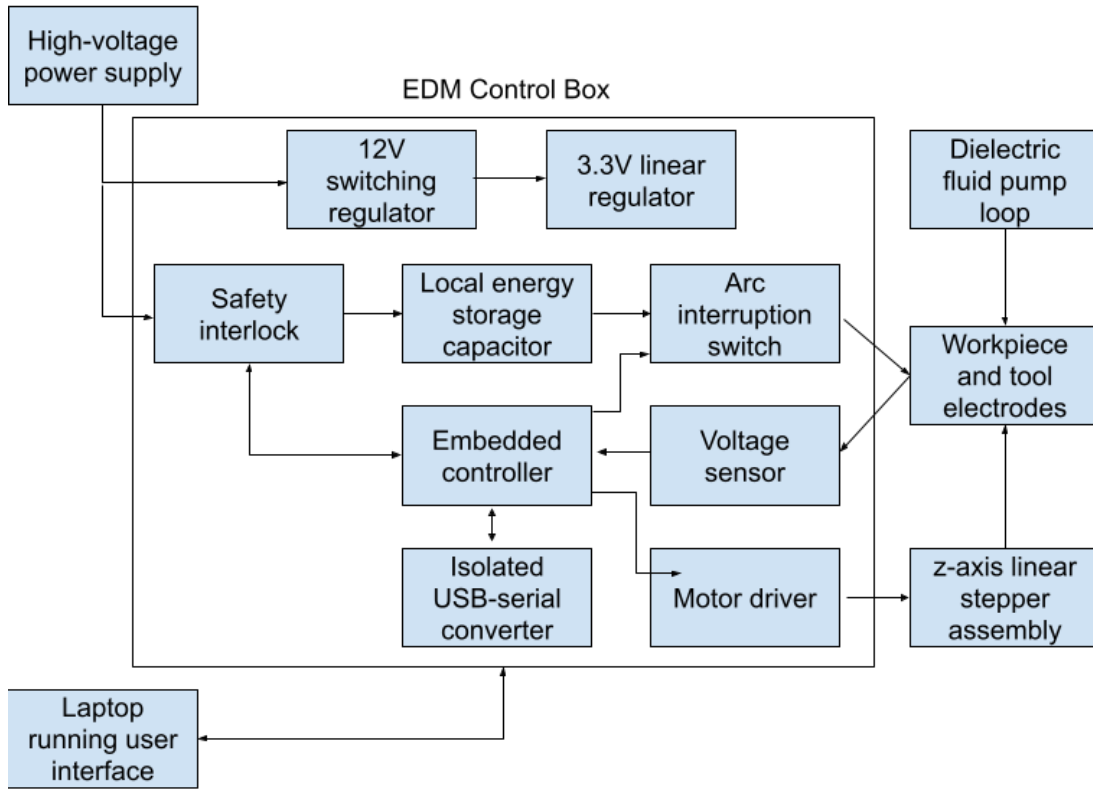 High-voltage
power supply
EDM Control Box
12V
switching
regulator
3.3V linear
regulator
Dielectric
fluid pump
loop
Safety
interlock
Local energy
storage
capacitor
Arc
interruption
switch
Workpiece
and tool
electrodes
Embedded
controller
Voltage
sensor
Isolated
USB-serial
converter
Motor driver
z-axis linear
stepper
assembly
Laptop
running user
interface